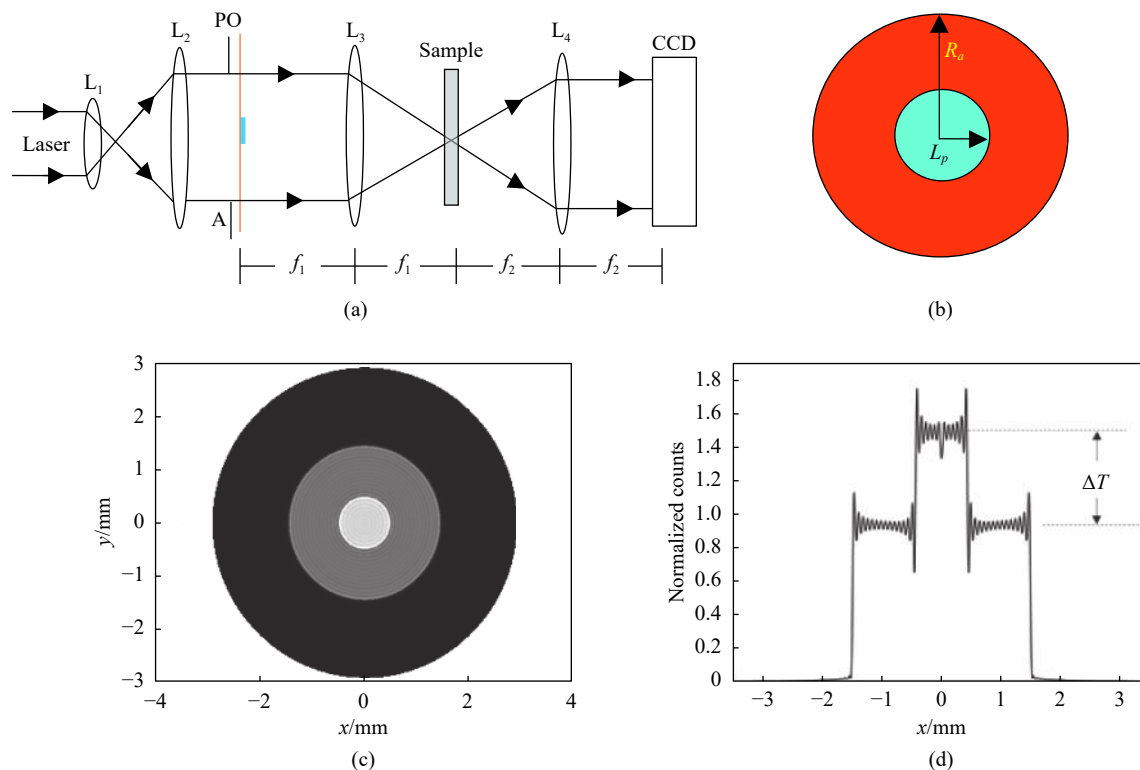 PO
L₂
L₃
Sample
L₄
CCD
L₁
Laser
A
f₁
f₁
f₂
f₂
(a)
Rₐ
Lₚ
(b)
3
2
1
0
−1
−2
−3
y/mm
−4
−2
0
2
4
x/mm
(c)
1.8
1.6
1.4
1.2
1.0
0.8
0.6
0.4
0.2
0
Normalized counts
ΔT
−3
−2
−1
0
1
2
3
x/mm
(d)